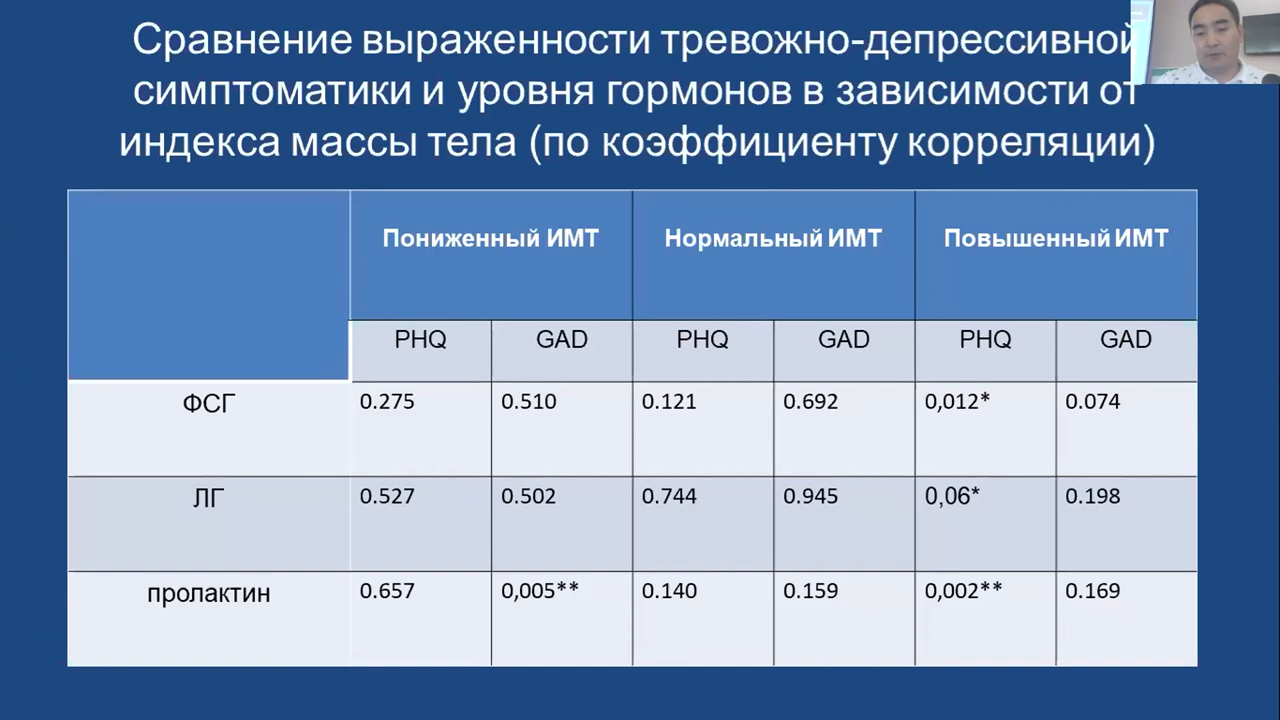 Сравнение выраженности тревожно-депрессивной
симптоматики и уровня гормонов в зависимости от
индекса массы тела (по коэффициенту корреляции)
Пониженный ИМТ Нормальный ИМТ Повышенный ИМТ
PHQ GAD PHQ GAD PHQ GAD
ФСГ 0.275 0.510 0.121 0.692 0,012* 0.074
ЛГ 0.527 0.502 0.744 0.945 0,06* 0.198
пролактин 0.657 0,005** 0.140 0.159 0,002** 0.169